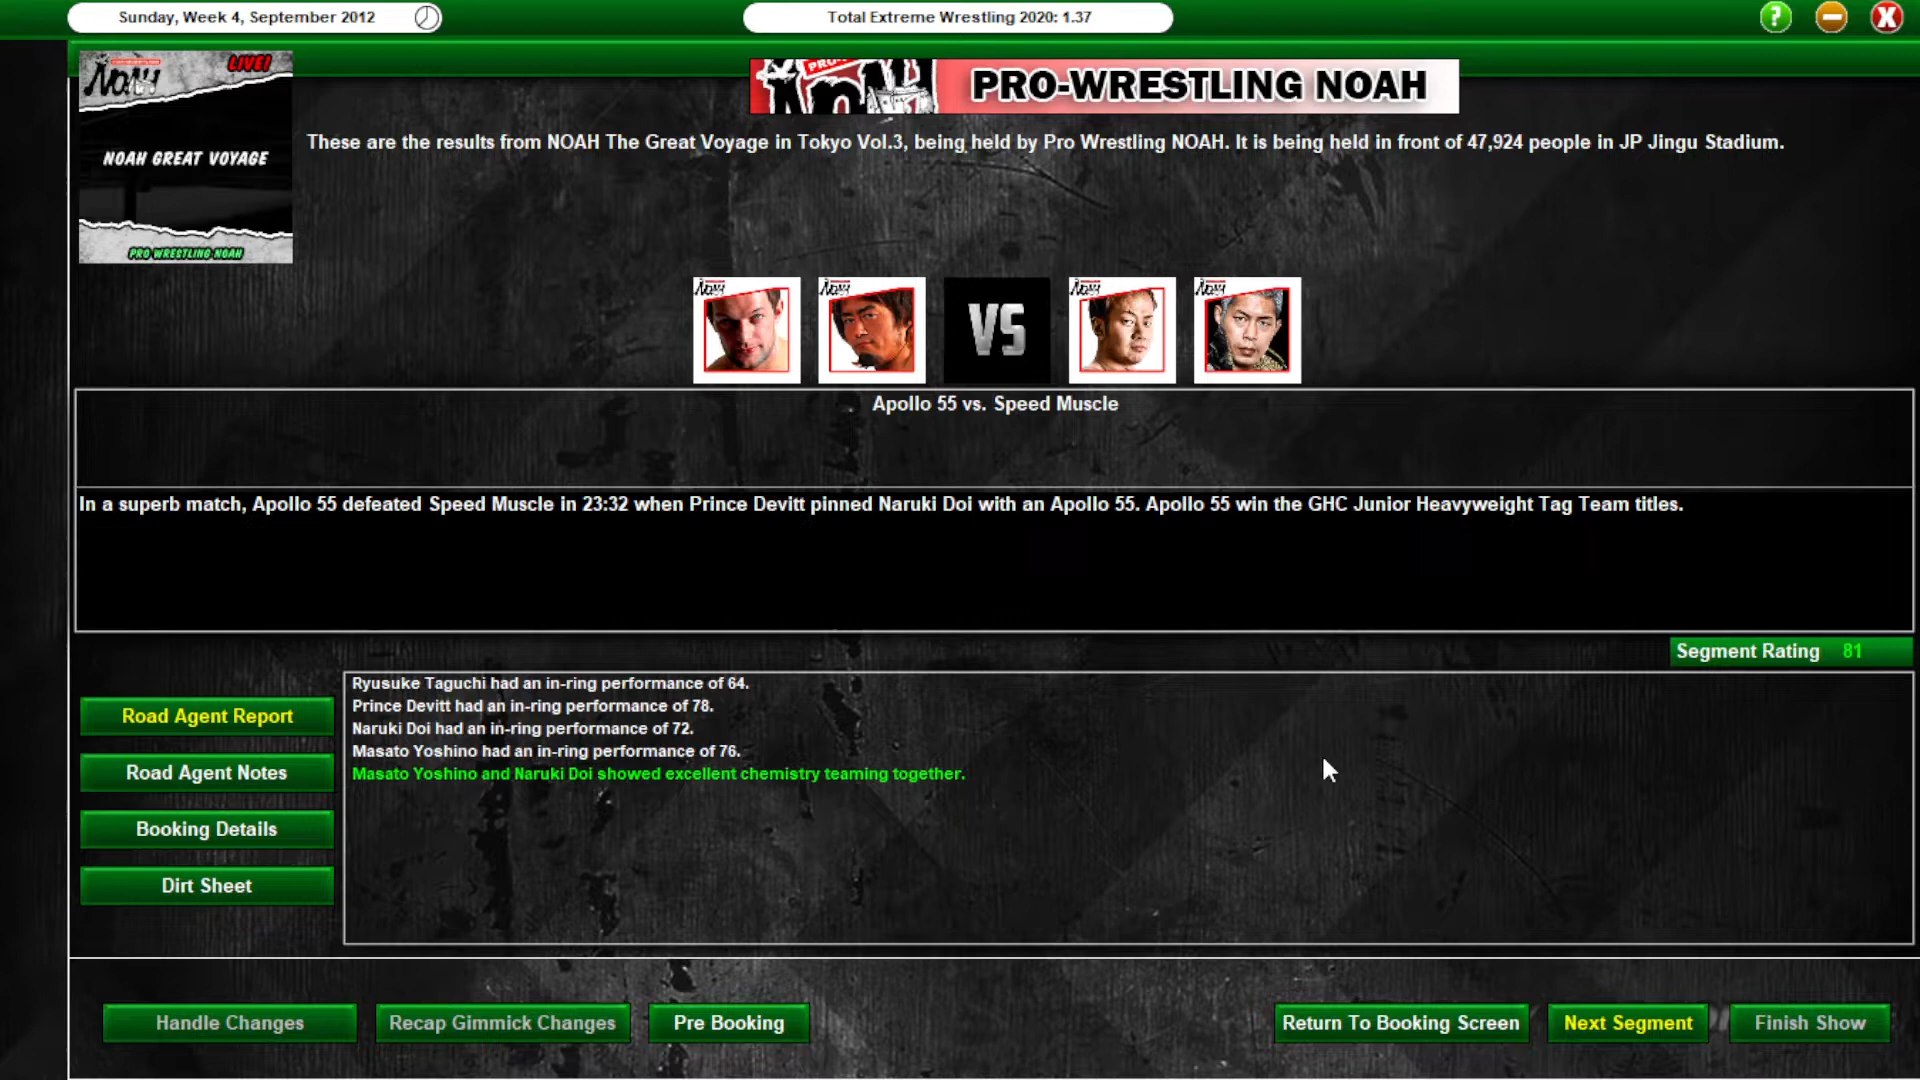 Sunday, Week 4, September 2012
Total Extreme Wrestling 2020: 1.37
?
X
NOAH
LIVE!
NOAH GREAT VOYAGE
PRO WRESTLING NOAH
PRO-WRESTLING NOAH
These are the results from NOAH The Great Voyage in Tokyo Vol.3, being held by Pro Wrestling NOAH. It is being held in front of 47,924 people in JP Jingu Stadium.
NOAH
NOAH
VS
NOAH
NOAH
Apollo 55 vs. Speed Muscle
In a superb match, Apollo 55 defeated Speed Muscle in 23:32 when Prince Devitt pinned Naruki Doi with an Apollo 55. Apollo 55 win the GHC Junior Heavyweight Tag Team titles.
Segment Rating 81
Road Agent Report
Road Agent Notes
Booking Details
Dirt Sheet
Ryusuke Taguchi had an in-ring performance of 64.
Prince Devitt had an in-ring performance of 78.
Naruki Doi had an in-ring performance of 72.
Masato Yoshino had an in-ring performance of 76.
Masato Yoshino and Naruki Doi showed excellent chemistry teaming together.
Handle Changes
Recap Gimmick Changes
Pre Booking
Return To Booking Screen
Next Segment
Finish Show